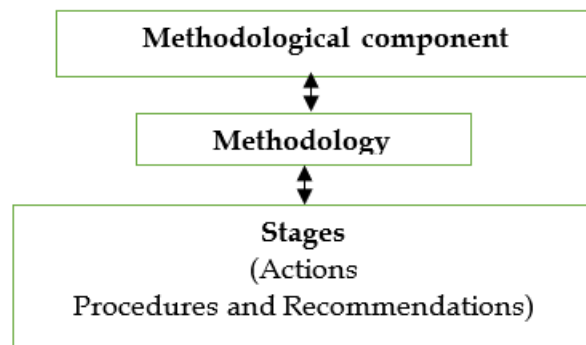 Methodological component
Methodology
Stages
(Actions
Procedures and Recommendations)